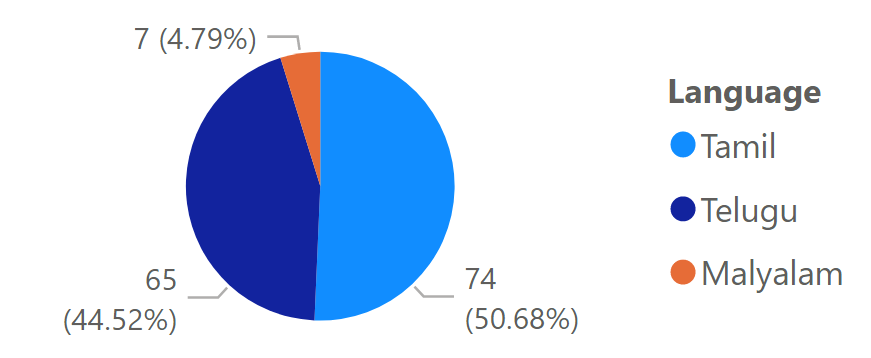 7 (4.79%)
65
(44.52%)
74
(50.68%)
Language
Tamil
Telugu
Malyalam